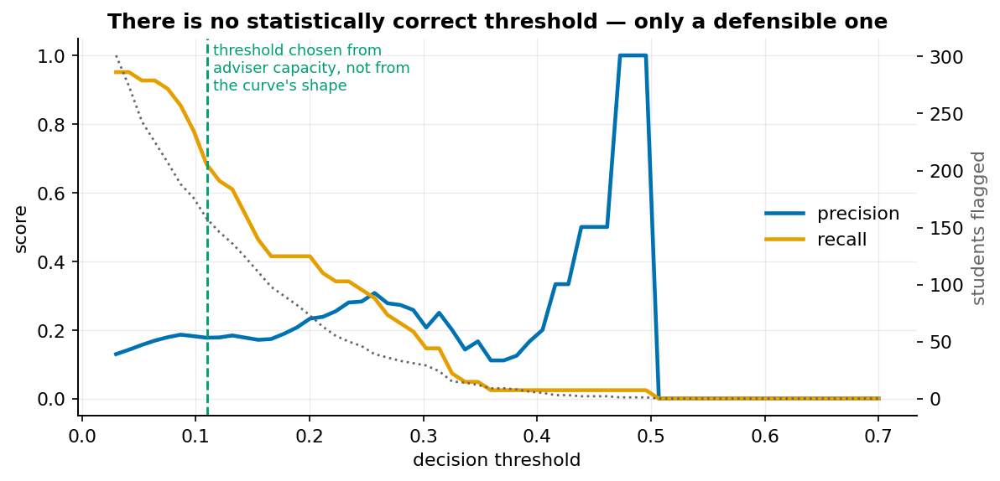 There is no statistically correct threshold — only a defensible one
threshold chosen from
adviser capacity, not from
the curve's shape
score
1.0
0.8
0.6
0.4
0.2
0.0
300
250
200
150
100
50
0
students flagged
precision
recall
0.0 0.1 0.2 0.3 0.4 0.5 0.6 0.7
decision threshold